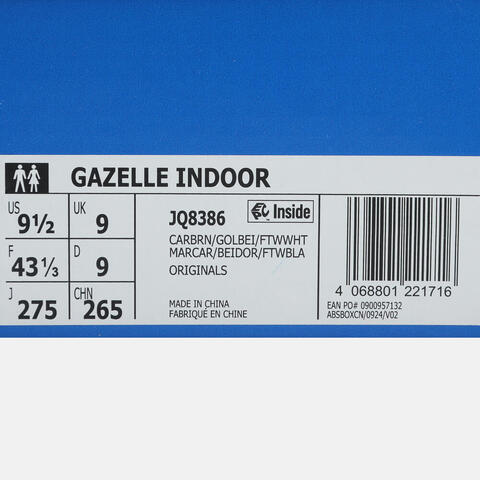 GAZELLE INDOOR
US 9½ UK 9
F 43⅓ D 9
J 275 CHN 265
JQ8386 Inside
CARBRN/GOLBEI/FTWWHT
MARCAR/BEIDOR/FTWBLA
ORIGINALS
MADE IN CHINA
FABRIQUÉ EN CHINE
4 068801 221716
EAN PO# 0900957132
ABSBOXCN/0924/V02